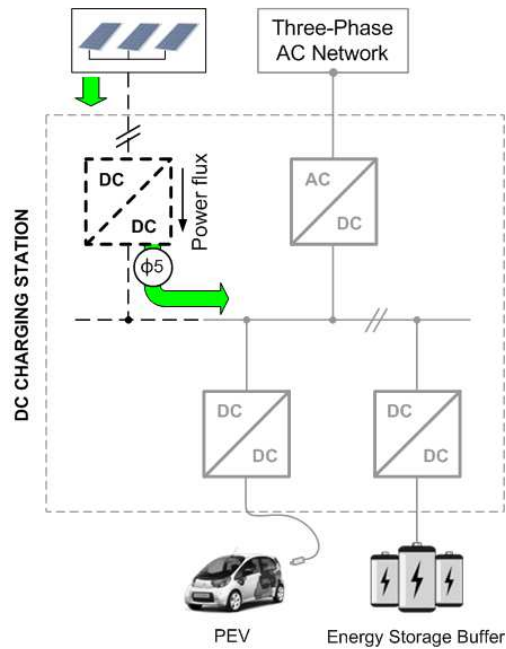 Three-Phase
AC Network
DC
DC
Power flux
ϕ5
AC
DC
DC CHARGING STATION
DC
DC
DC
DC
PEV
Energy Storage Buffer